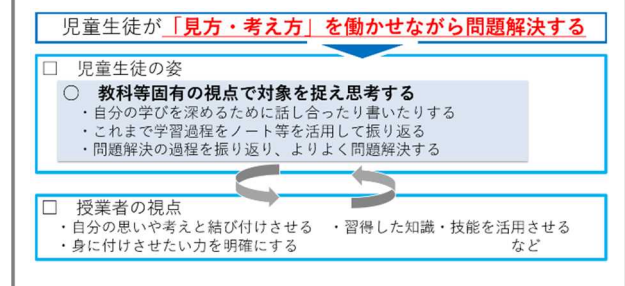 児童生徒が「見方・考え方」を働かせながら問題解決する
□ 児童生徒の姿
○ 教科等固有の視点で対象を捉え思考する
・自分の学びを深めるために話し合ったり書いたりする
・これまで学習過程をノート等を活用して振り返る
・問題解決の過程を振り返り、よりよく問題解決する
□ 授業者の視点
・自分の思いや考えと結び付けさせる ・習得した知識・技能を活用させる
・身に付けさせたい力を明確にする など